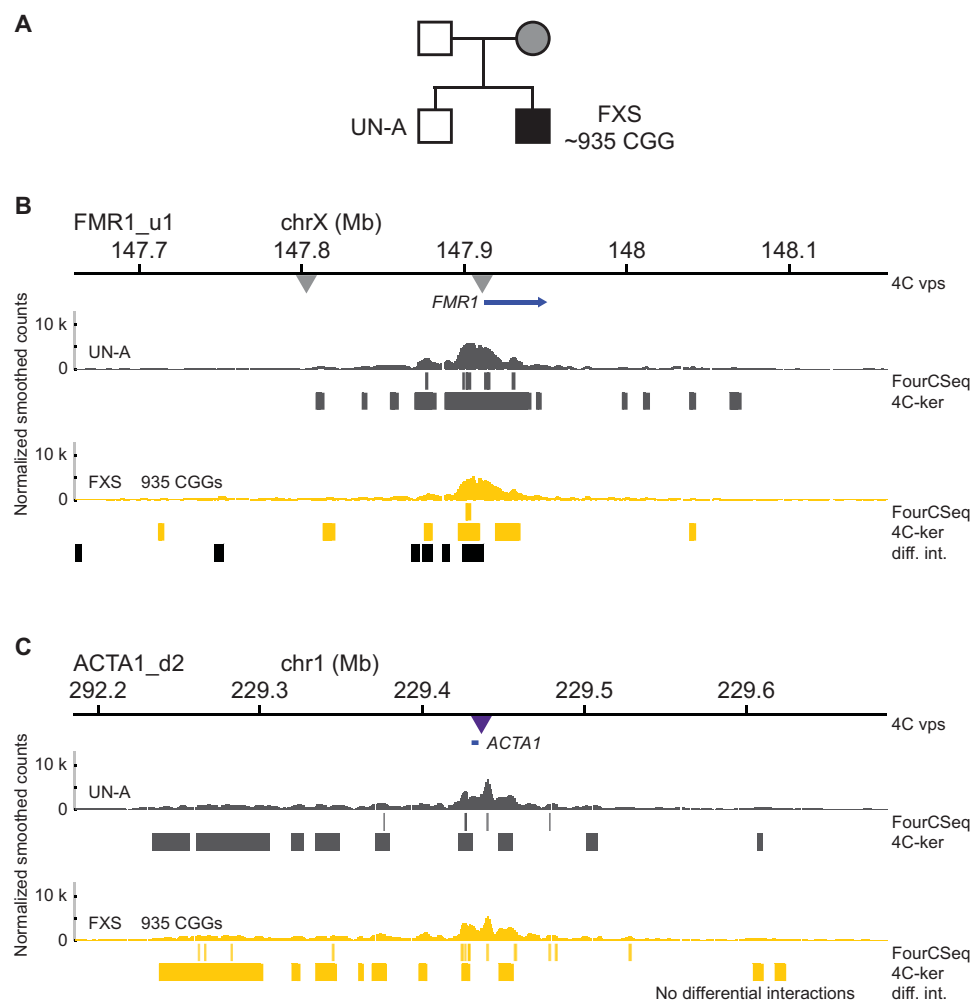 A
UN-A
FXS
~935 CGG
B
FMR1_u1
chrX (Mb)
147.7 147.8 147.9 148 148.1
4C vps
FMR1
Normalized smoothed counts
10 k
UN-A
0
FourCSeq
4C-ker
10 k
FXS 935 CGGs
0
FourCSeq
4C-ker
diff. int.
C
ACTA1_d2
chr1 (Mb)
292.2 229.3 229.4 229.5 229.6
4C vps
ACTA1
Normalized smoothed counts
10 k
UN-A
0
FourCSeq
4C-ker
10 k
FXS 935 CGGs
0
FourCSeq
4C-ker
No differential interactions diff. int.